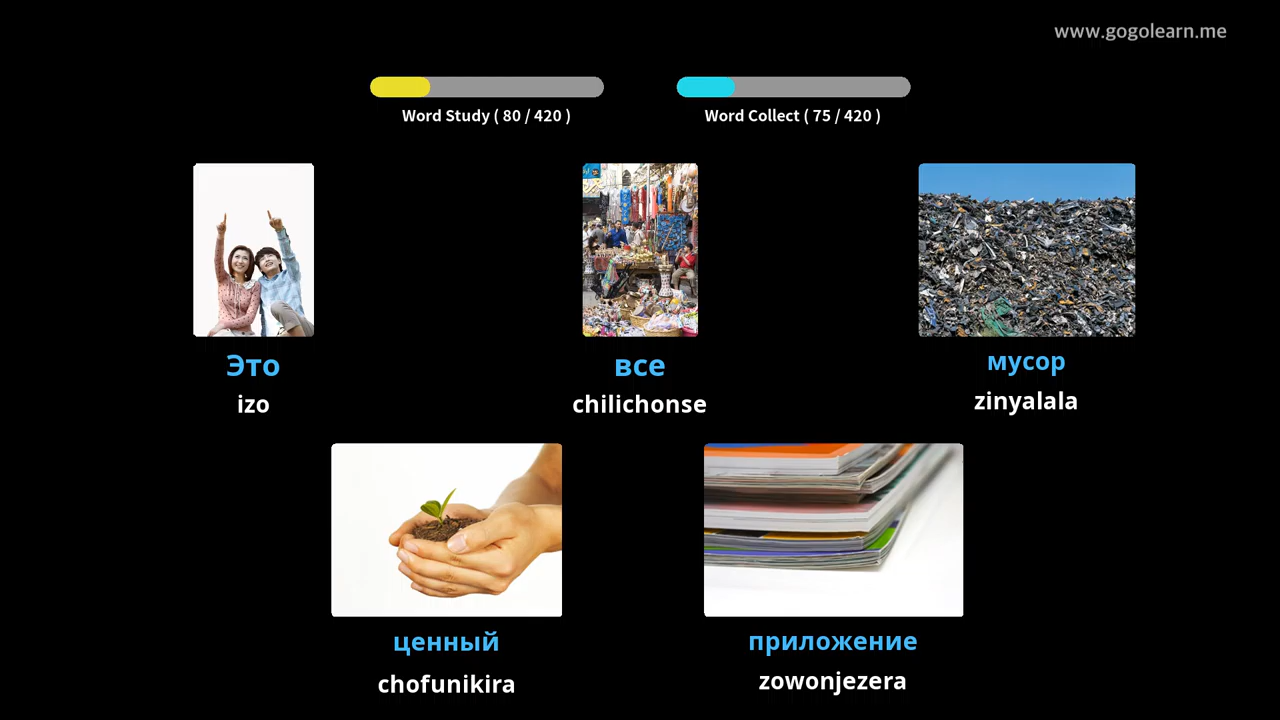 www.gogolearn.me
Word Study ( 80 / 420 )
Word Collect ( 75 / 420 )
Это
izo
все
chilichonse
мусор
zinyalala
ценный
chofunikira
приложение
zowonjezera